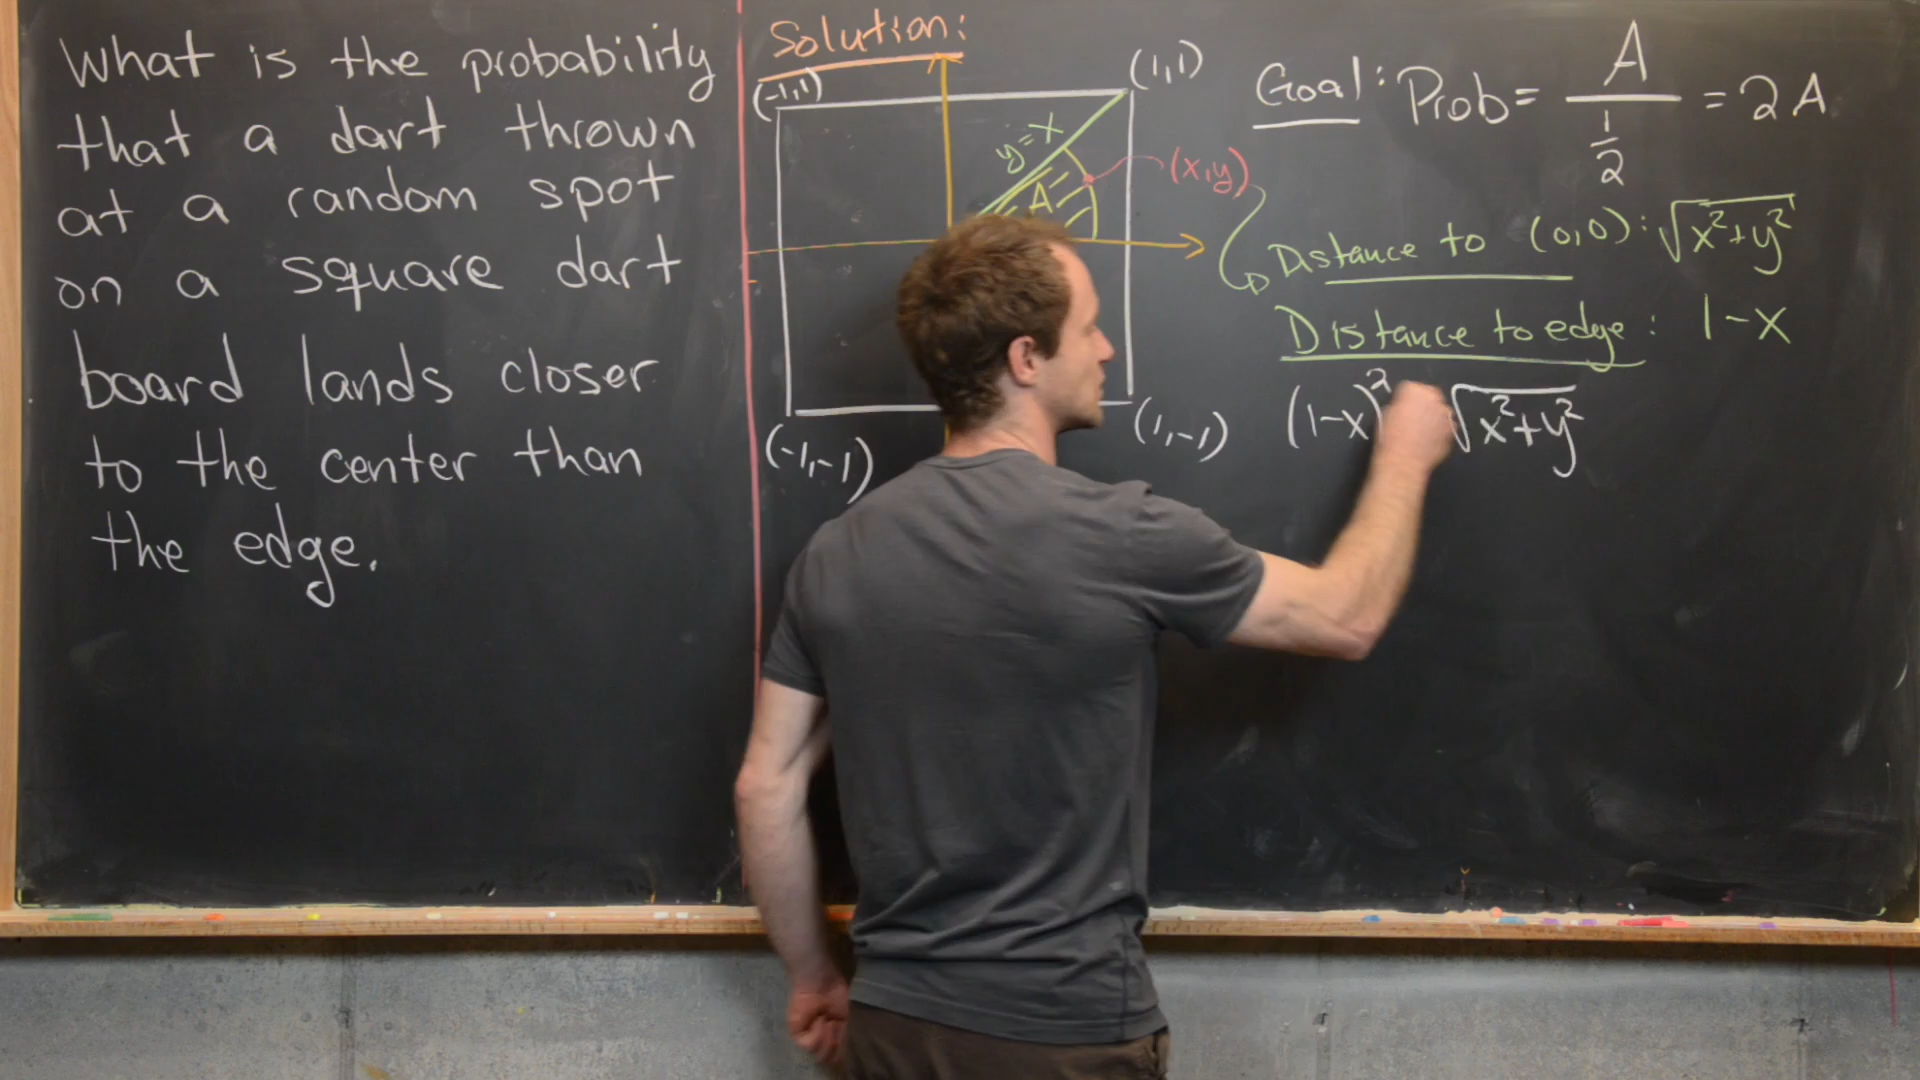 What is the probability
that a dart thrown
at a random spot
on a square dart
board lands closer
to the center than
the edge.
Solution:
(-1,1)
(1,1)
y=x
A
(x,y)
(-1,-1)
(1,-1)
Goal: Prob = A / 1/2 = 2A
Distance to (0,0): √x²+y²
Distance to edge: 1-x
(1-x)² √x²+y²